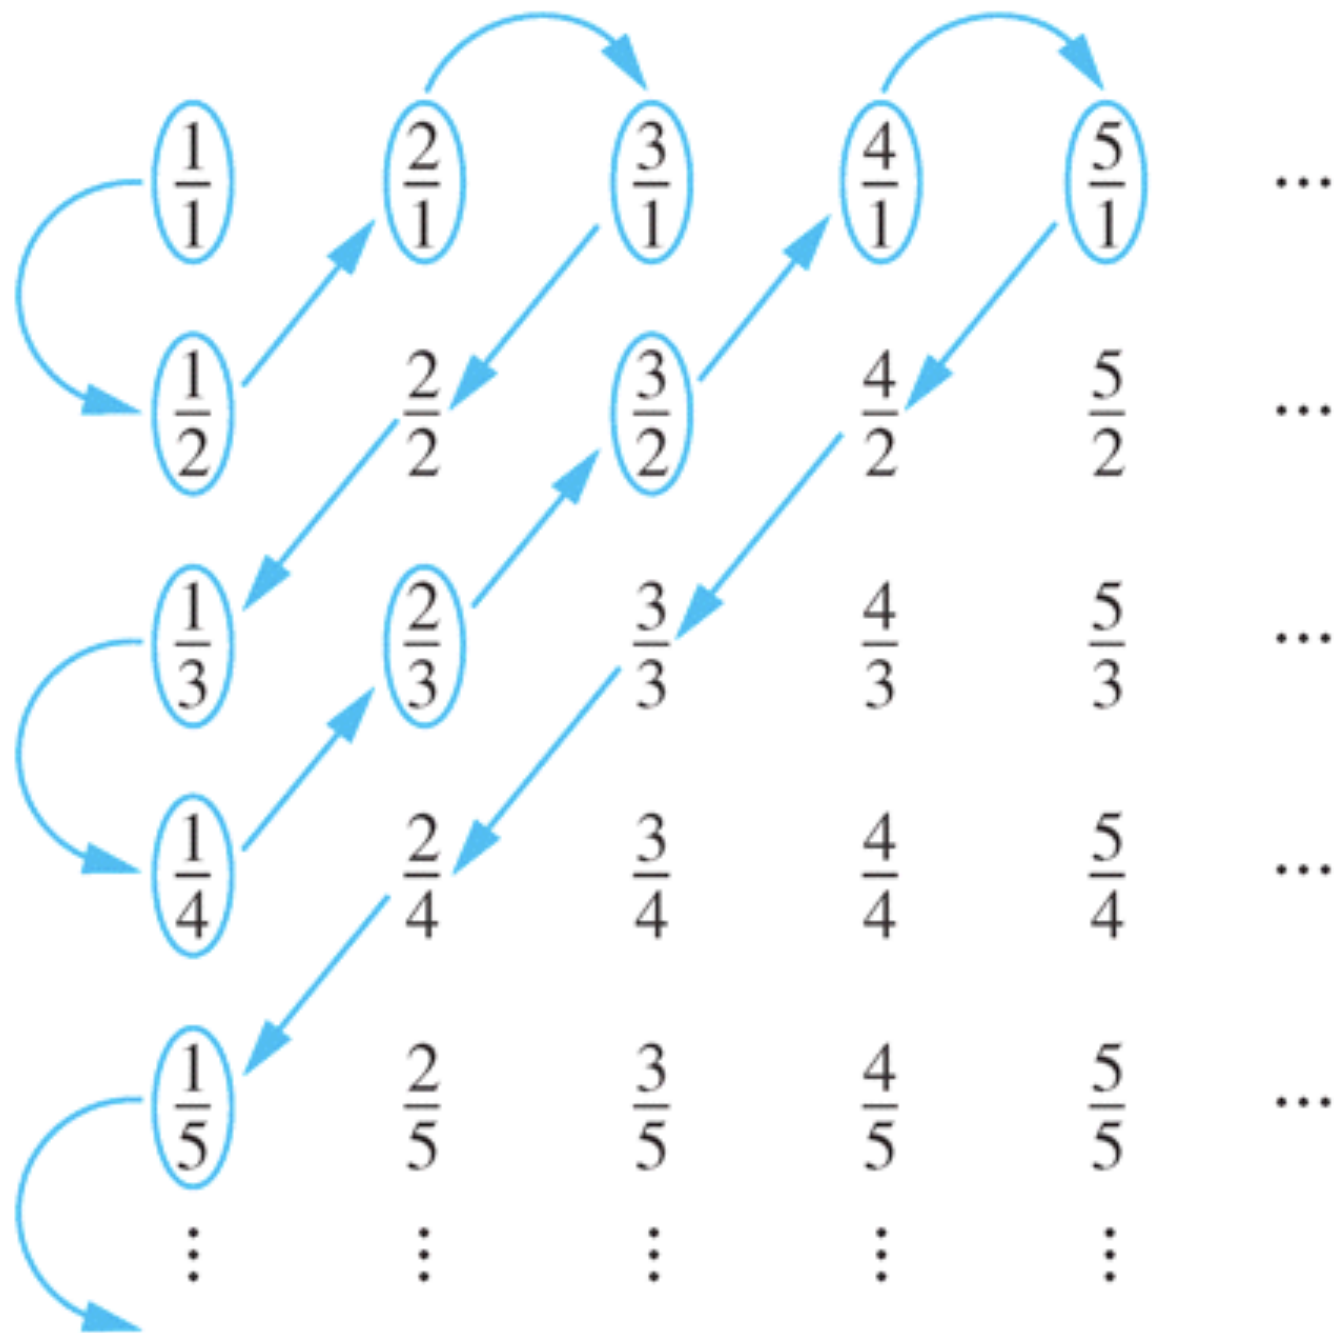 1/1 2/1 3/1 4/1 5/1 ...
1/2 2/2 3/2 4/2 5/2 ...
1/3 2/3 3/3 4/3 5/3 ...
1/4 2/4 3/4 4/4 5/4 ...
1/5 2/5 3/5 4/5 5/5 ...
⋮ ⋮ ⋮ ⋮ ⋮